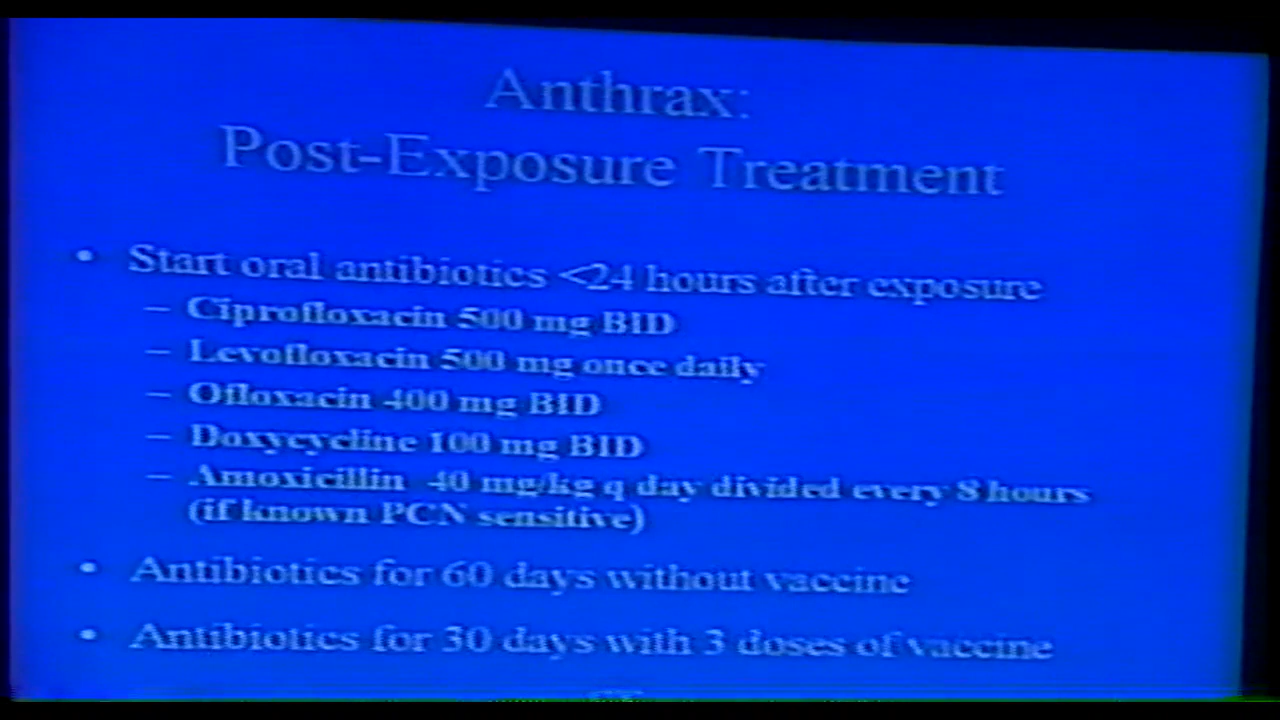 Anthrax:
Post-Exposure Treatment
• Start oral antibiotics <24 hours after exposure
– Ciprofloxacin 500 mg BID
– Levofloxacin 500 mg once daily
– Ofloxacin 400 mg BID
– Doxycycline 100 mg BID
– Amoxicillin 40 mg/kg q day divided every 8 hours
(if known PCN sensitive)
• Antibiotics for 60 days without vaccine
• Antibiotics for 30 days with 3 doses of vaccine